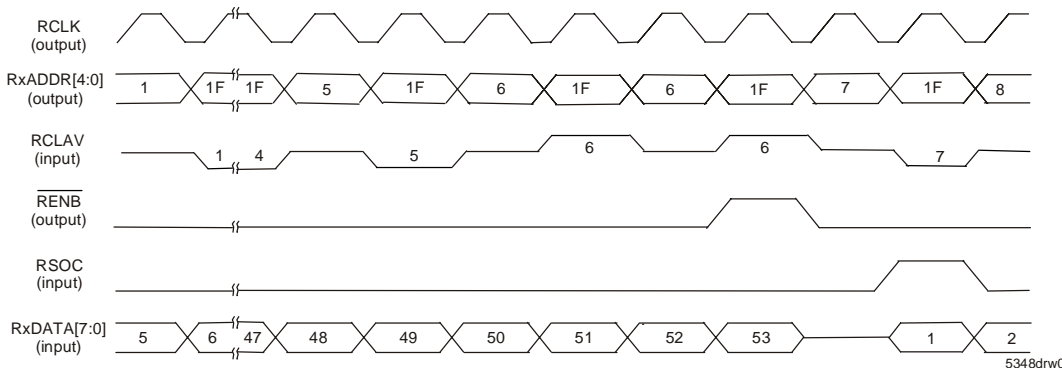 RCLK
(output)
RxADDR[4:0]
(output)
1 1F 1F 5 1F 6 1F 6 1F 7 1F 8
RCLAV
(input)
1 4 5 6 6 7
RENB
(output)
RSOC
(input)
RxDATA[7:0]
(input)
5 6 47 48 49 50 51 52 53 1 2
5348drw0